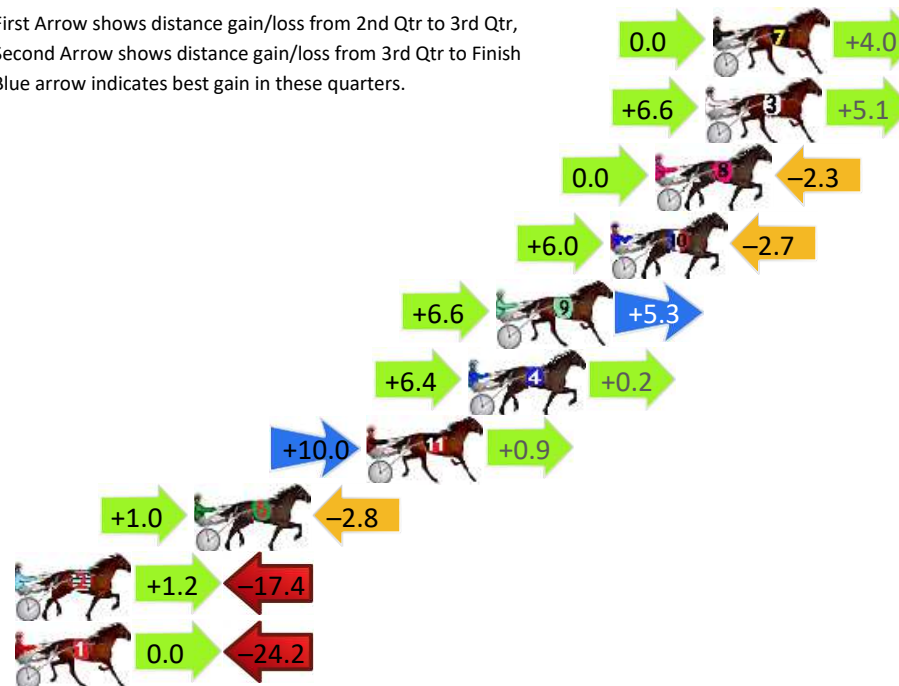 First Arrow shows distance gain/loss from 2nd Qtr to 3rd Qtr,
Second Arrow shows distance gain/loss from 3rd Qtr to Finish
Blue arrow indicates best gain in these quarters.
0.0 7 +4.0
+6.6 3 +5.1
0.0 8 –2.3
+6.0 10 –2.7
+6.6 9 +5.3
+6.4 4 +0.2
+10.0 11 +0.9
+1.0 5 –2.8
2 +1.2 –17.4
1 0.0 –24.2